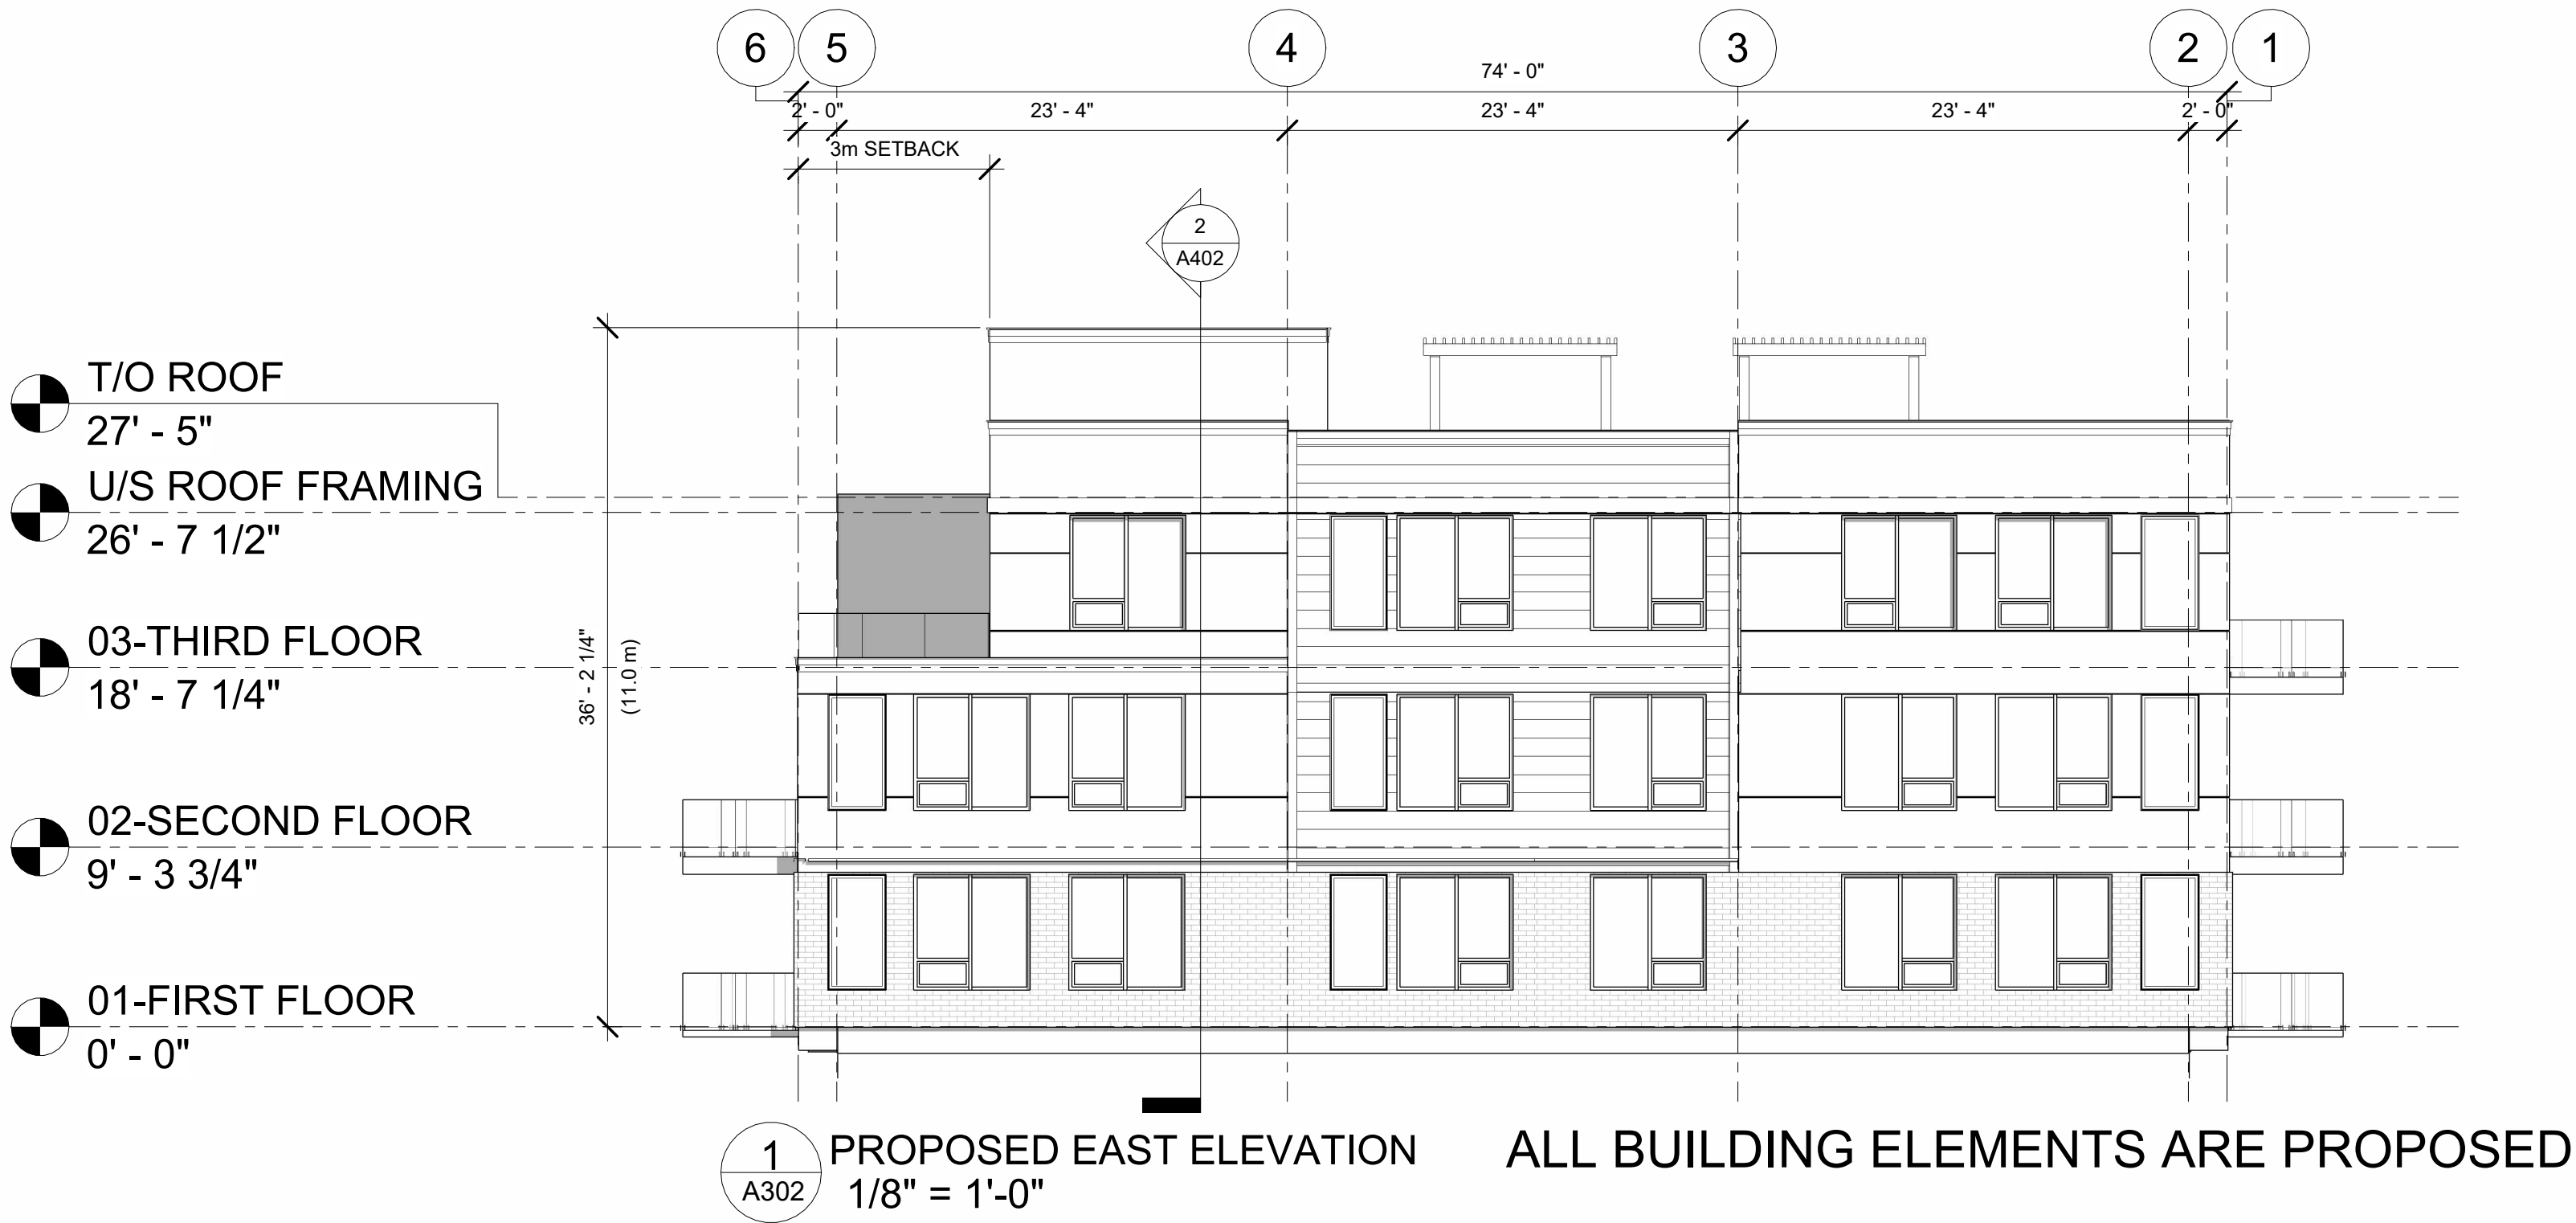 6
5
4
3
2
1
74' - 0"
2' - 0"
23' - 4"
23' - 4"
23' - 4"
2' - 0"
3m SETBACK
2
A402
T/O ROOF
27' - 5"
U/S ROOF FRAMING
26' - 7 1/2"
03-THIRD FLOOR
18' - 7 1/4"
36' - 2 1/4"
(11.0 m)
02-SECOND FLOOR
9' - 3 3/4"
01-FIRST FLOOR
0' - 0"
1
A302
PROPOSED EAST ELEVATION
1/8" = 1'-0"
ALL BUILDING ELEMENTS ARE PROPOSED